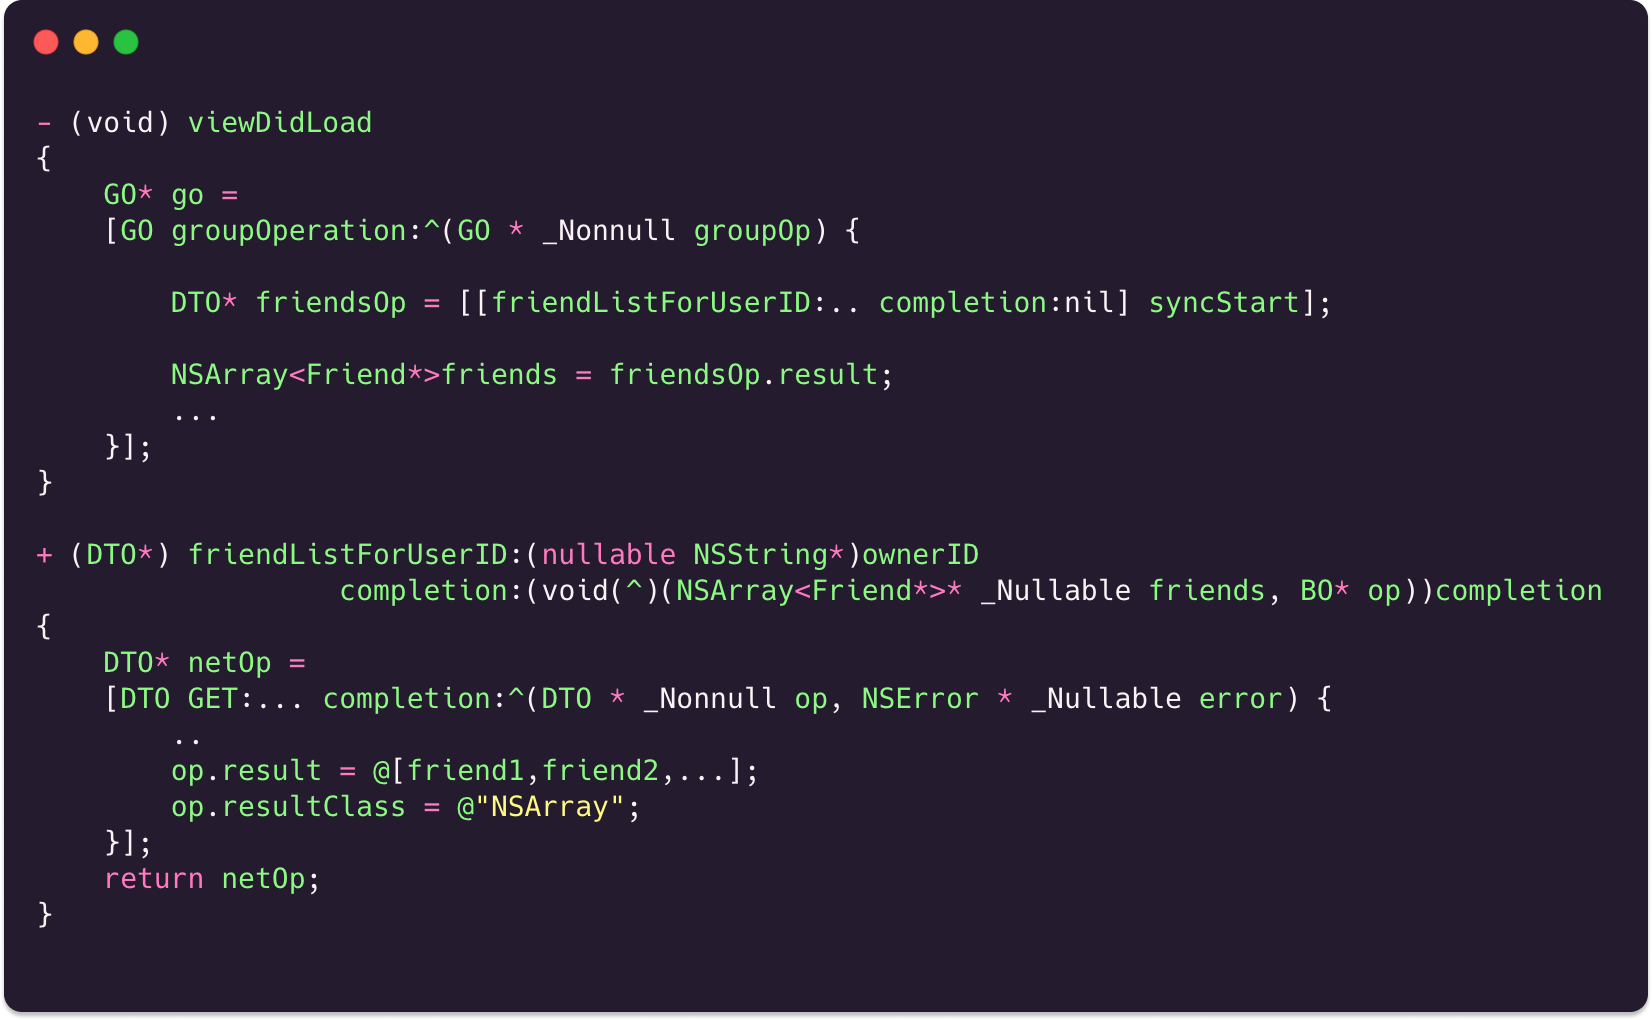 - (void) viewDidLoad
{
    GO* go =
    [GO groupOperation:^(GO * _Nonnull groupOp) {
        DTO* friendsOp = [[friendListForUserID:.. completion:nil] syncStart];
        NSArray<Friend*>friends = friendsOp.result;
        ...
    }];
}
+ (DTO*) friendListForUserID:(nullable NSString*)ownerID
                  completion:(void(^)(NSArray<Friend*>* _Nullable friends, BO* op))completion
{
    DTO* netOp =
    [DTO GET:... completion:^(DTO * _Nonnull op, NSError * _Nullable error) {
        ..
        op.result = @[friend1,friend2,...];
        op.resultClass = @"NSArray";
    }];
    return netOp;
}